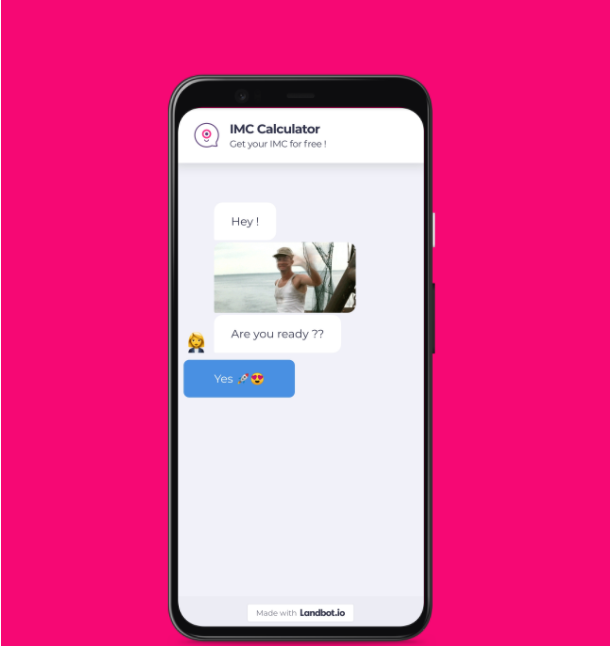 IMC Calculator
Get your IMC for free !
Hey !
Are you ready ??
Yes 🎉😍
Made with Landbot.io